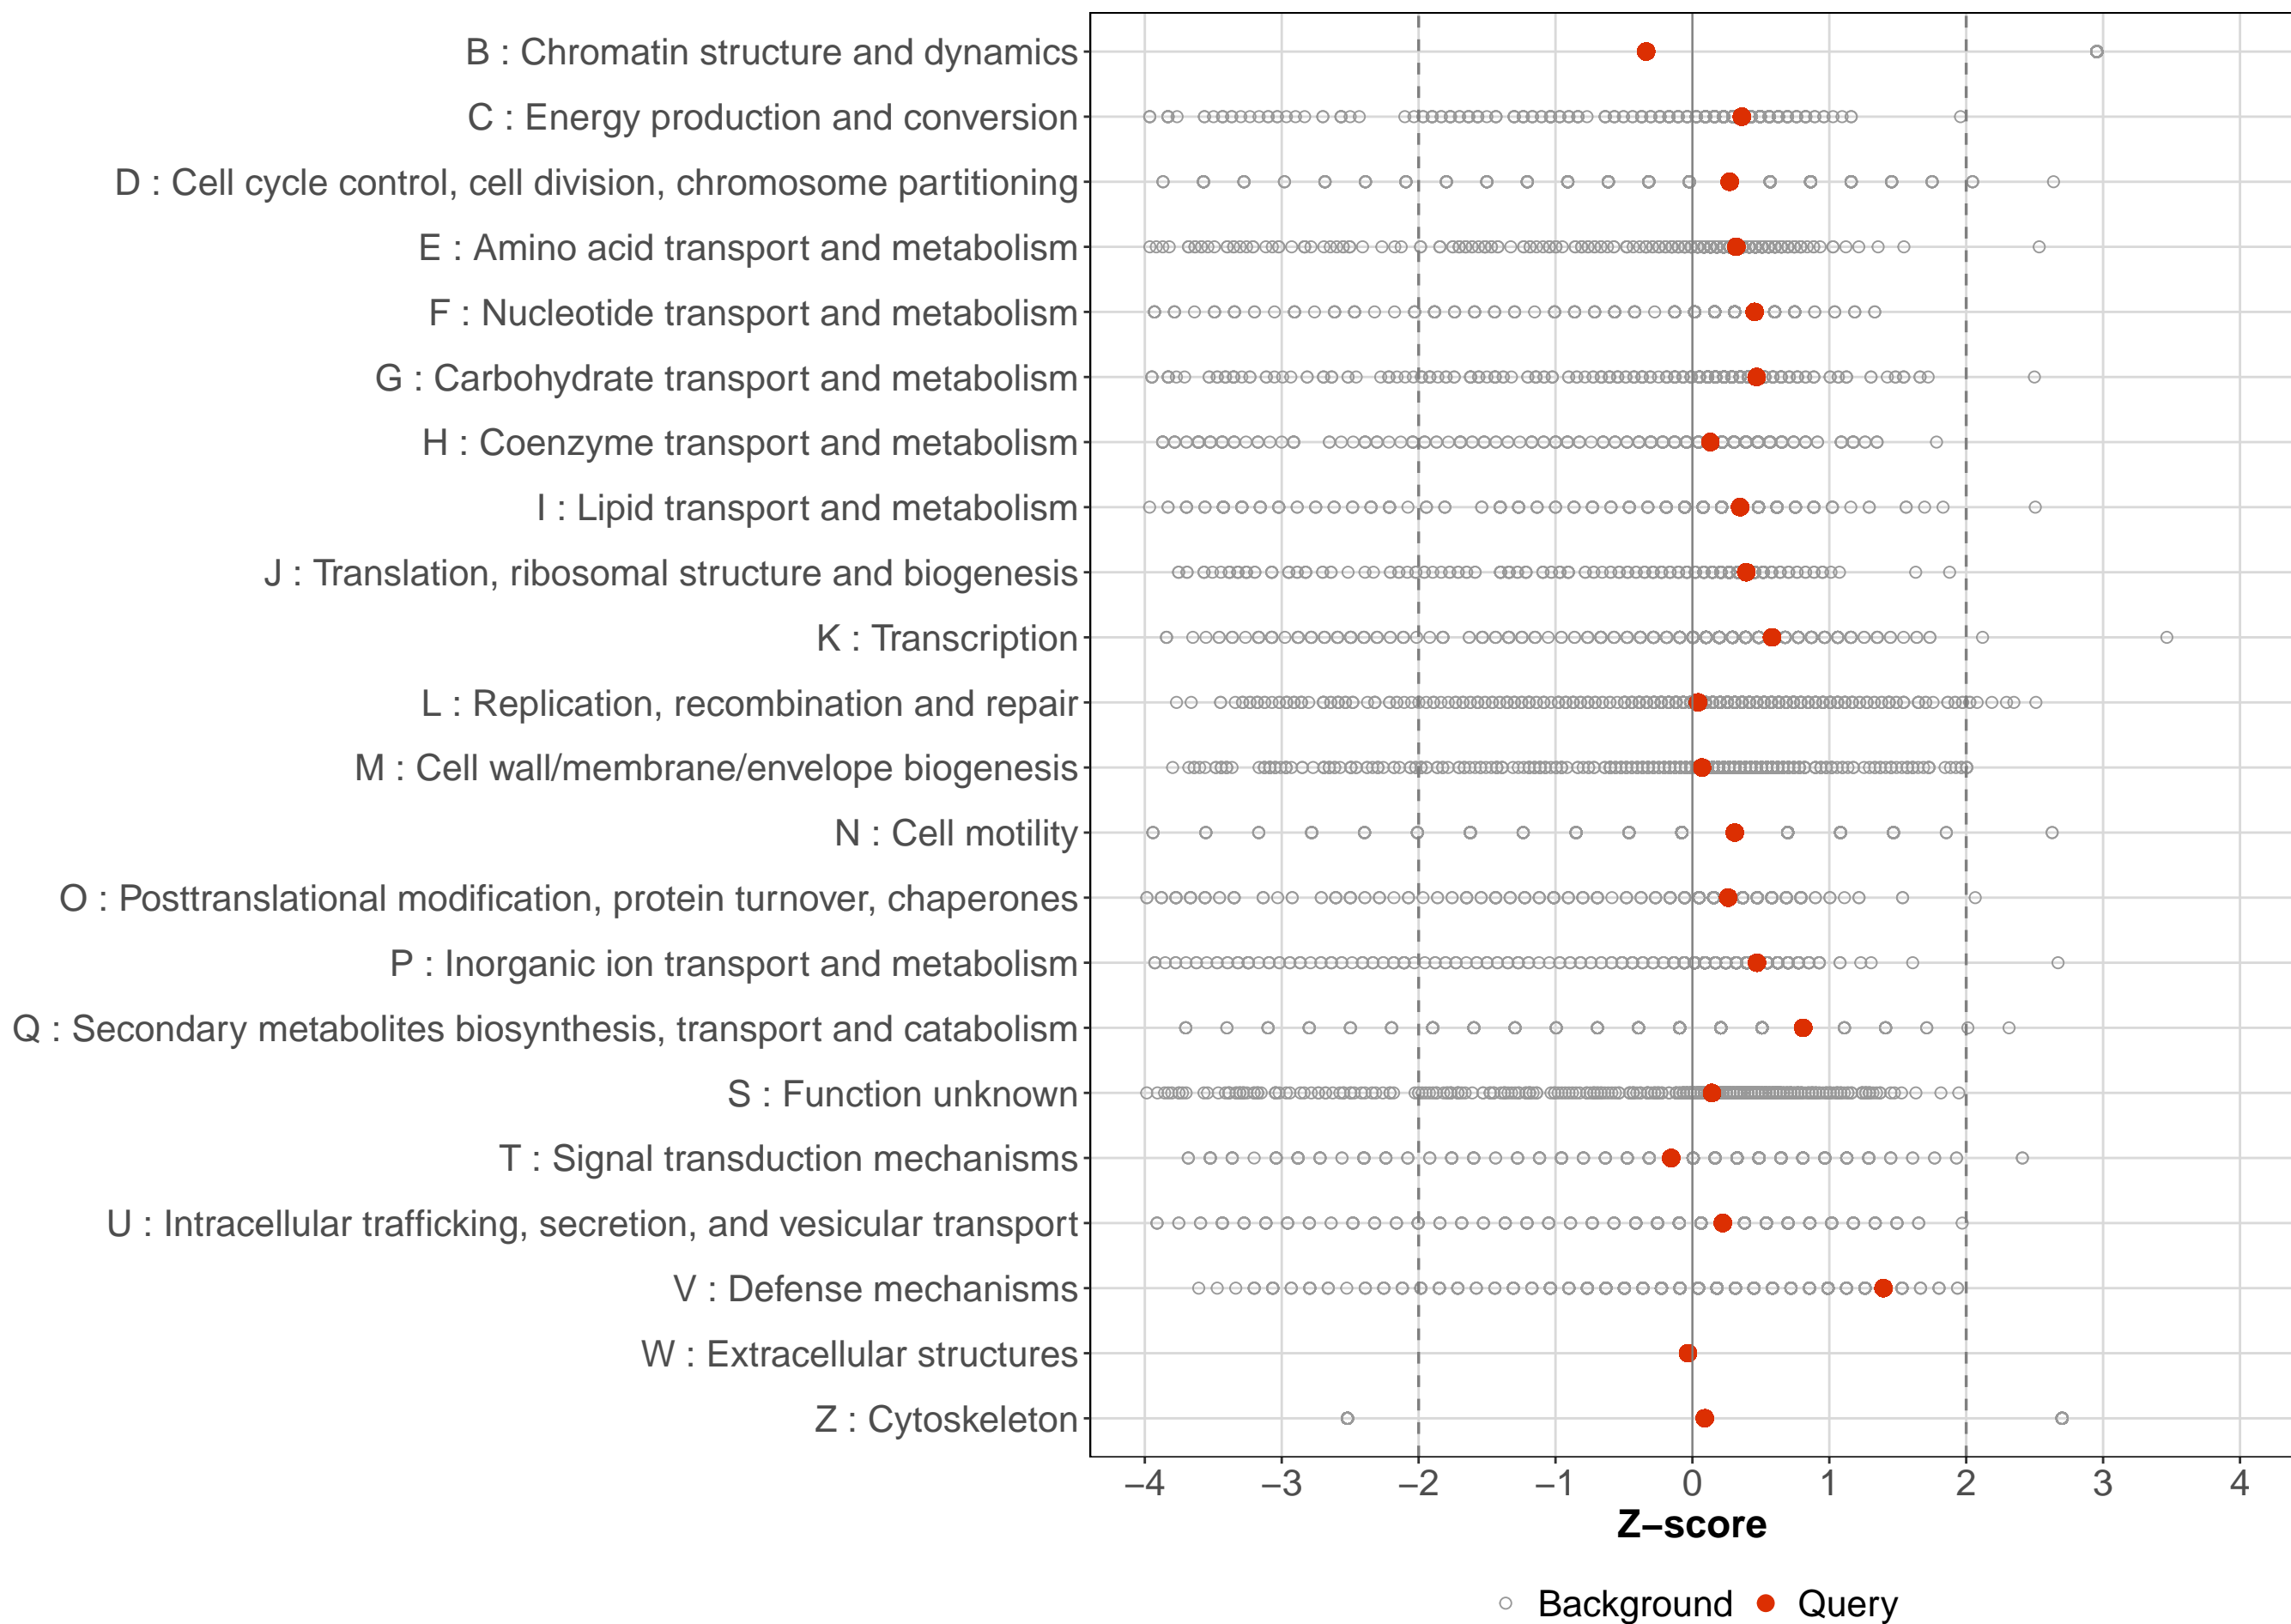 B : Chromatin structure and dynamics
C : Energy production and conversion
D : Cell cycle control, cell division, chromosome partitioning
E : Amino acid transport and metabolism
F : Nucleotide transport and metabolism
G : Carbohydrate transport and metabolism
H : Coenzyme transport and metabolism
I : Lipid transport and metabolism
J : Translation, ribosomal structure and biogenesis
K : Transcription
L : Replication, recombination and repair
M : Cell wall/membrane/envelope biogenesis
N : Cell motility
O : Posttranslational modification, protein turnover, chaperones
P : Inorganic ion transport and metabolism
Q : Secondary metabolites biosynthesis, transport and catabolism
S : Function unknown
T : Signal transduction mechanisms
U : Intracellular trafficking, secretion, and vesicular transport
V : Defense mechanisms
W : Extracellular structures
Z : Cytoskeleton
−4 −3 −2 −1 0 1 2 3 4
Z−score
Background Query